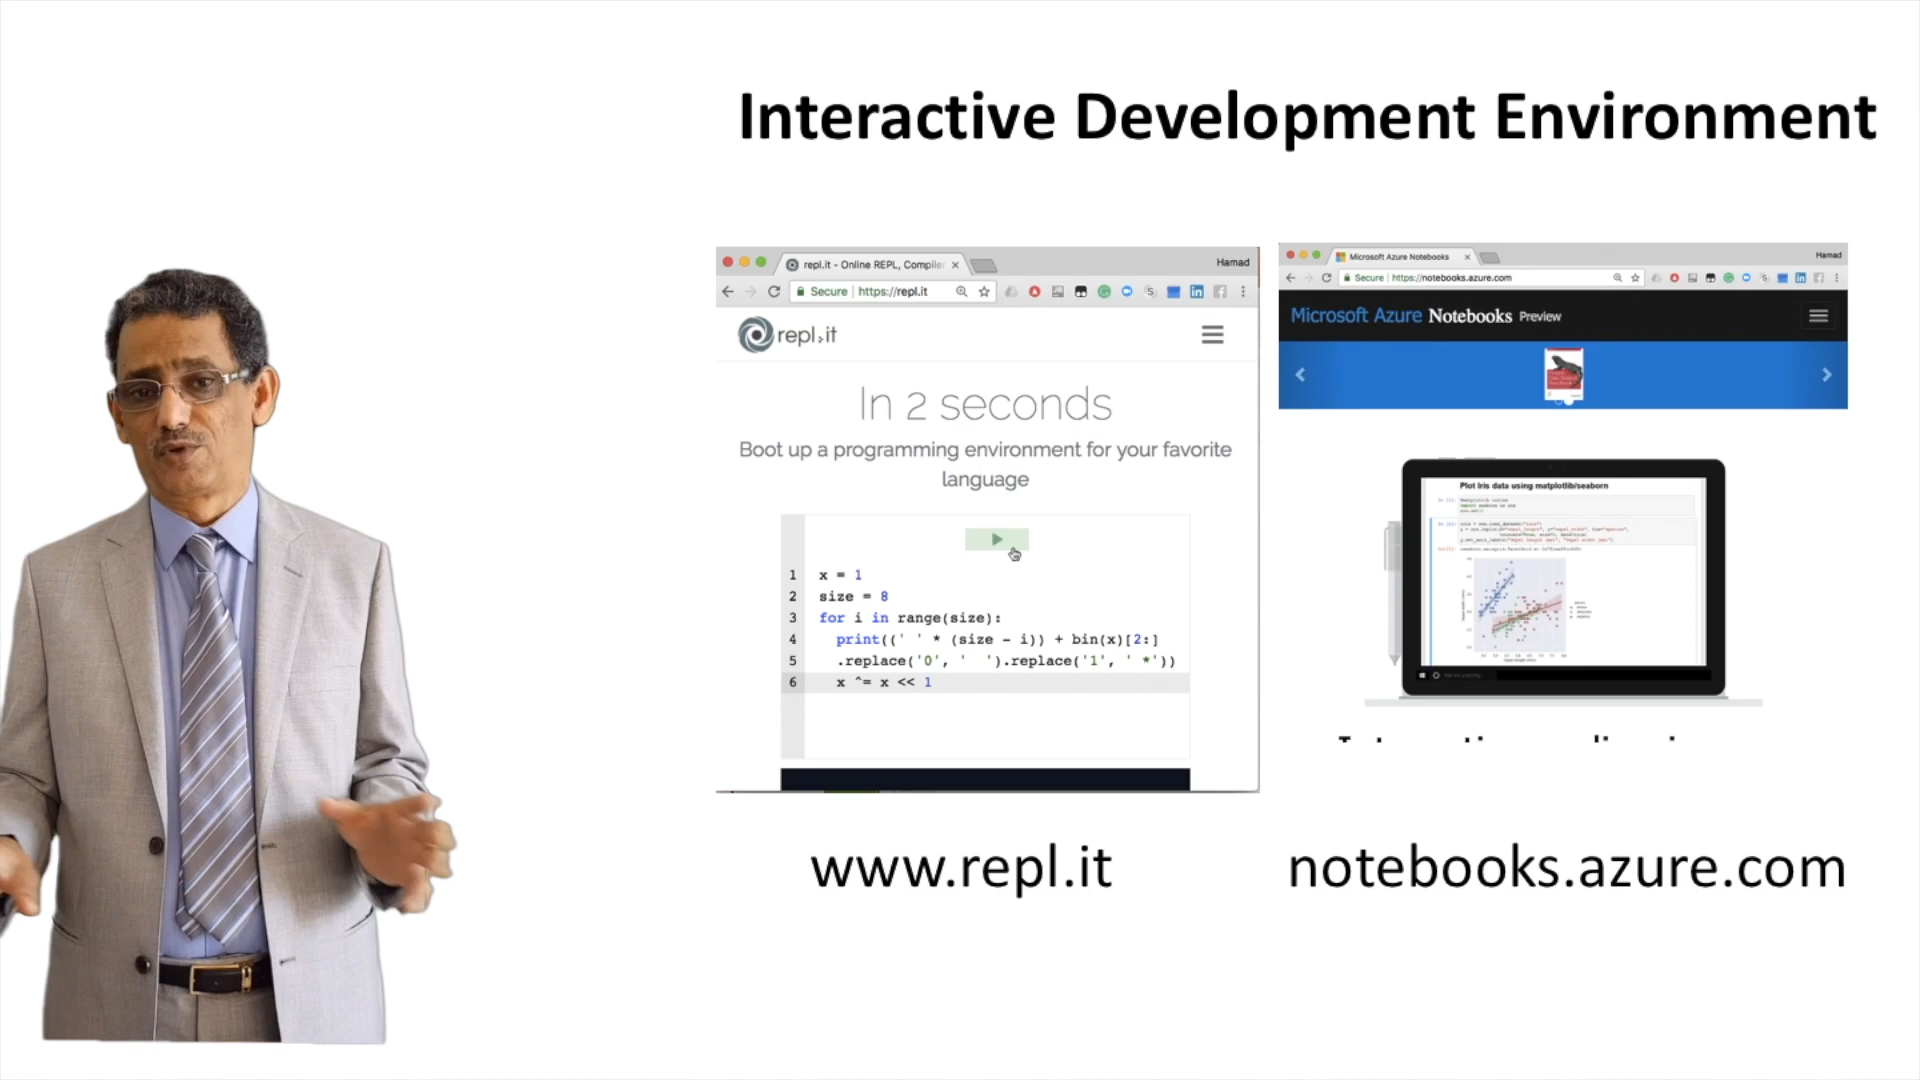 Interactive Development Environment
repl.it - Online REPL, Compiler
Hamad
Secure | https://repl.it
repl.it
In 2 seconds
Boot up a programming environment for your favorite
language
1 x = 1
2 size = 8
3 for i in range(size):
4 print((' ' * (size - i)) + bin(x)[2:]
5 .replace('0', '  ').replace('1', ' *'))
6 x ^= x << 1
www.repl.it
Microsoft Azure Notebooks
Hamad
Secure | https://notebooks.azure.com
Microsoft Azure Notebooks Preview
Plot Iris data using matplotlib/seaborn
notebooks.azure.com